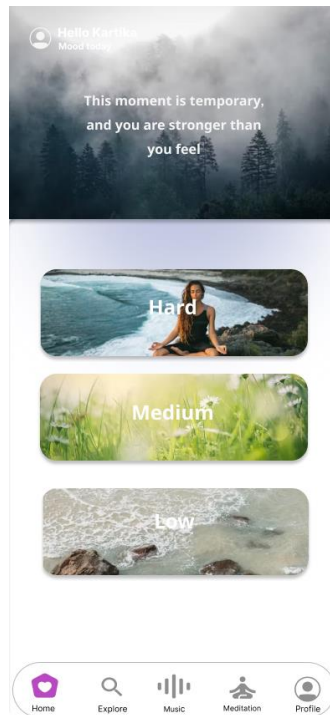 Hello Kartika
Mood today
This moment is temporary,
and you are stronger than
you feel
Hard
Medium
Low
Home
Explore
Music
Meditation
Profile